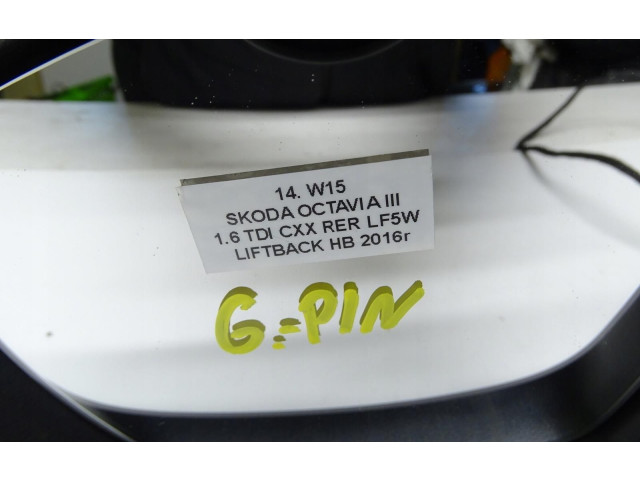 14. W15
SKODA OCTAVIA III
1.6 TDI CXX RER LF5W
LIFTBACK HB 2016r
G=PIN